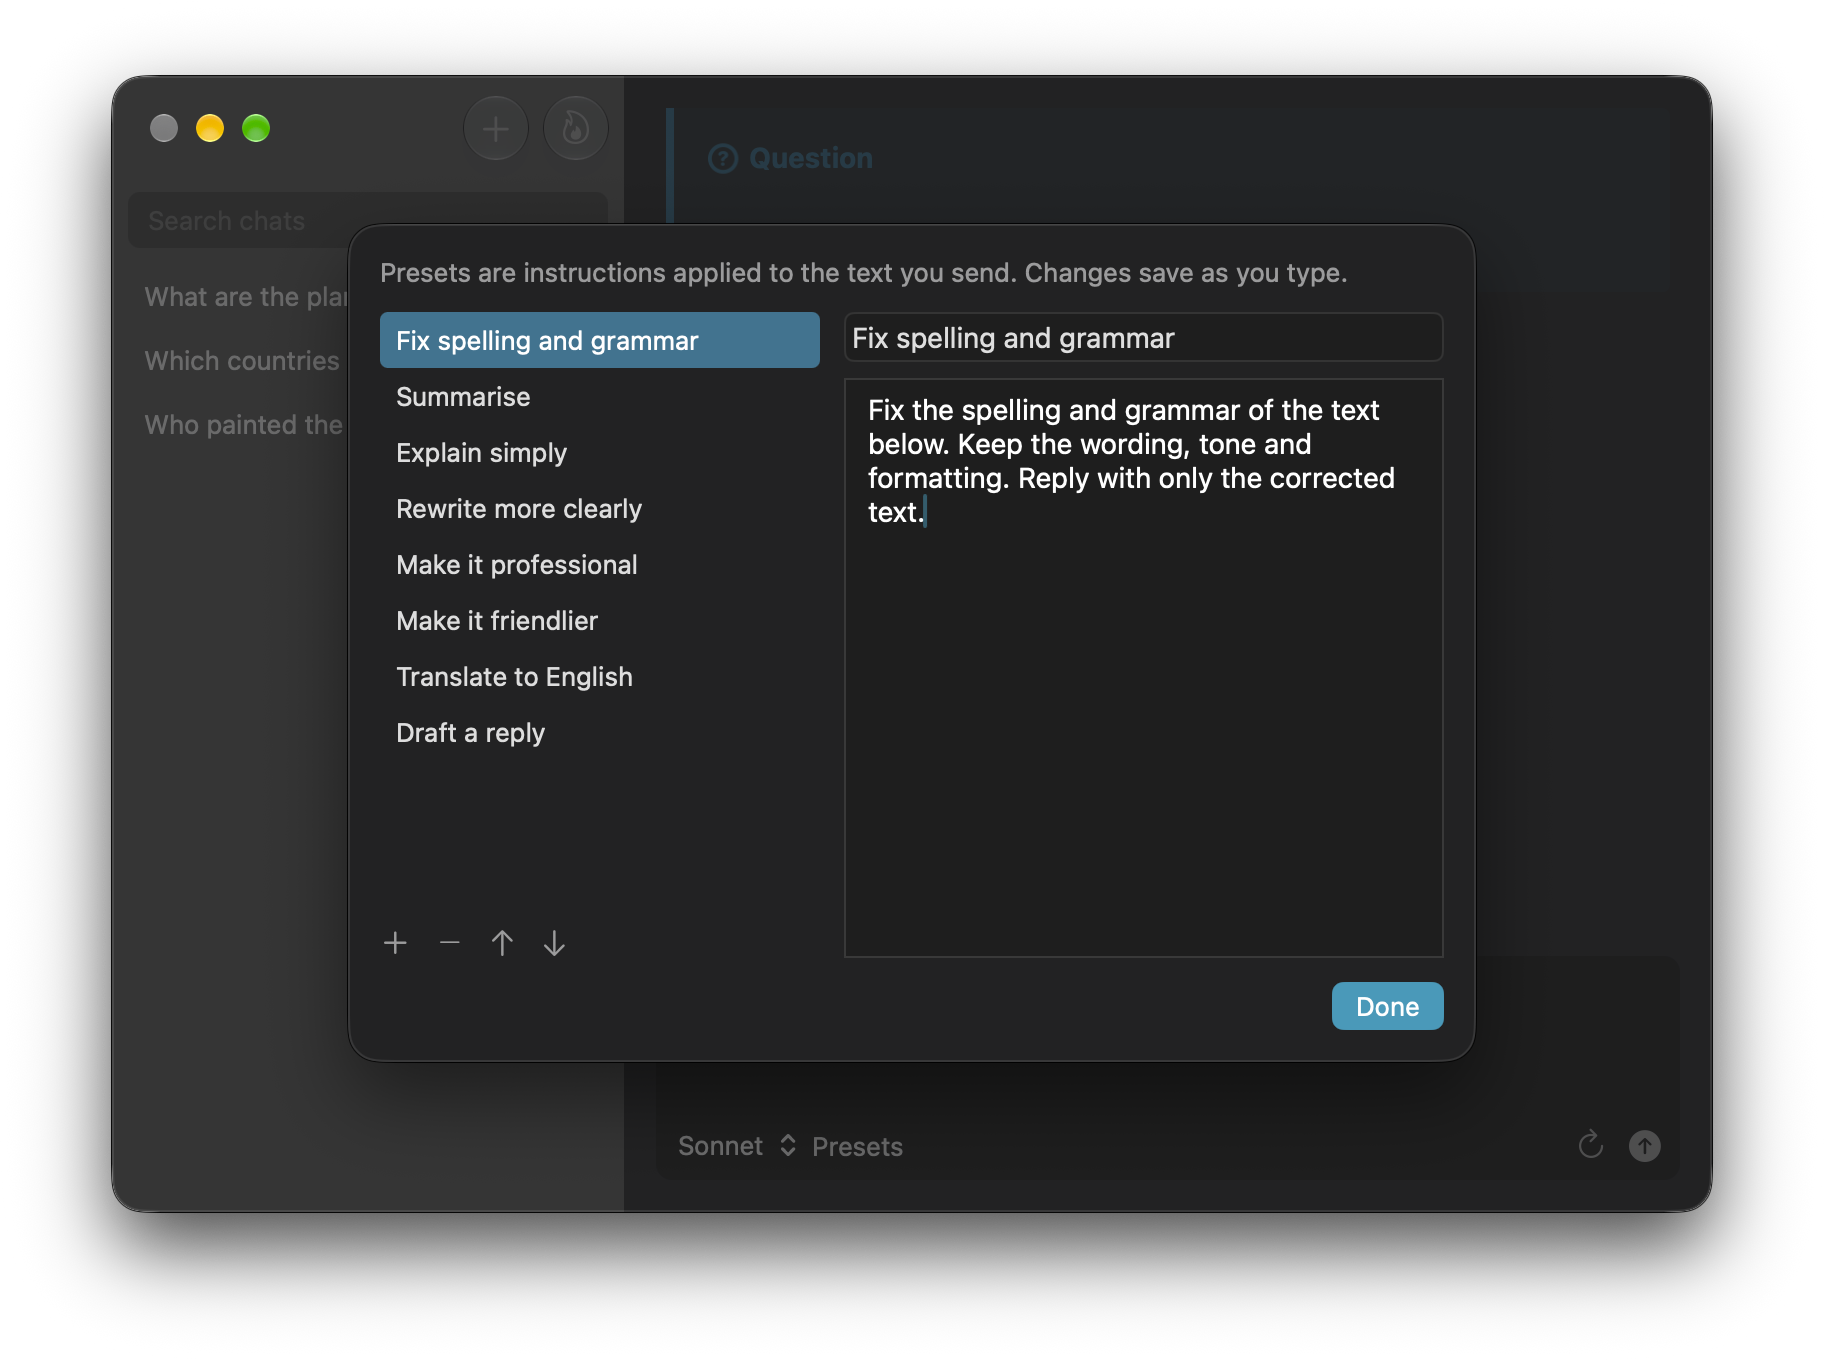 Question
Search chats
What are the pla
Which countries
Who painted the
Presets are instructions applied to the text you send. Changes save as you type.
Fix spelling and grammar
Summarise
Explain simply
Rewrite more clearly
Make it professional
Make it friendlier
Translate to English
Draft a reply
Fix spelling and grammar
Fix the spelling and grammar of the text
below. Keep the wording, tone and
formatting. Reply with only the corrected
text.
Done
Sonnet Presets